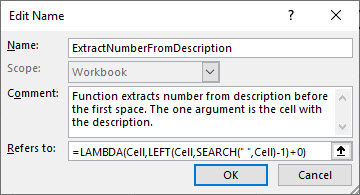 Edit Name
? ×
Name: ExtractNumberFromDescription
Scope: Workbook
Comment: Function extracts number from description before
the first space. The one argument is the cell with
the description.
Refers to: =LAMBDA(Cell,LEFT(Cell,SEARCH(" ",Cell)-1)+0)
OK Cancel